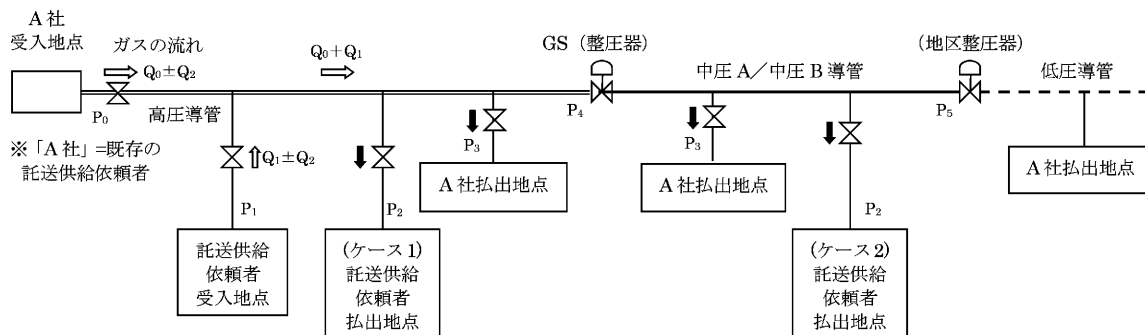 A社
受入地点
ガスの流れ
Q₀±Q₂
Q₀＋Q₁
GS（整圧器）
（地区整圧器）
中圧A／中圧B導管
低圧導管
P₀
高圧導管
P₃
P₄
P₃
P₅
※「A社」=既存の
託送供給依頼者
Q₁±Q₂
A社払出地点
A社払出地点
A社払出地点
P₁
P₂
P₂
託送供給
依頼者
受入地点
(ケース1)
託送供給
依頼者
払出地点
(ケース2)
託送供給
依頼者
払出地点